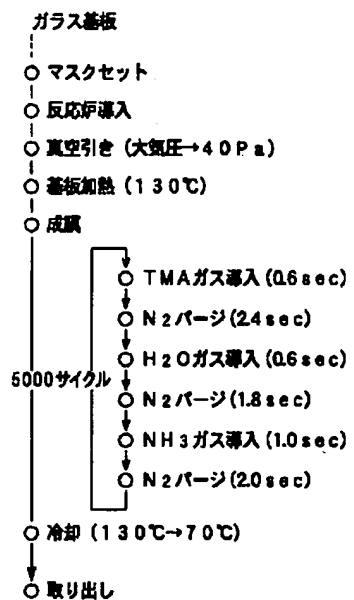 ガラス基板
マスクセット
反応炉導入
真空引き（大気圧→40Pa）
基板加熱（130℃）
成膜
TMAガス導入(0.6sec)
N2パージ(2.4sec)
H2Oガス導入(0.6sec)
5000サイクル
N2パージ(1.8sec)
NH3ガス導入(1.0sec)
N2パージ(2.0sec)
冷却（130℃→70℃）
取り出し